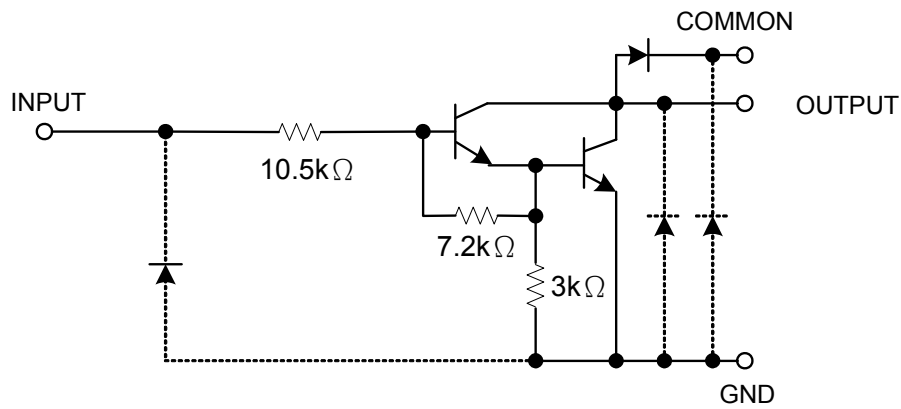 COMMON
INPUT
OUTPUT
10.5kΩ
7.2kΩ
3kΩ
GND